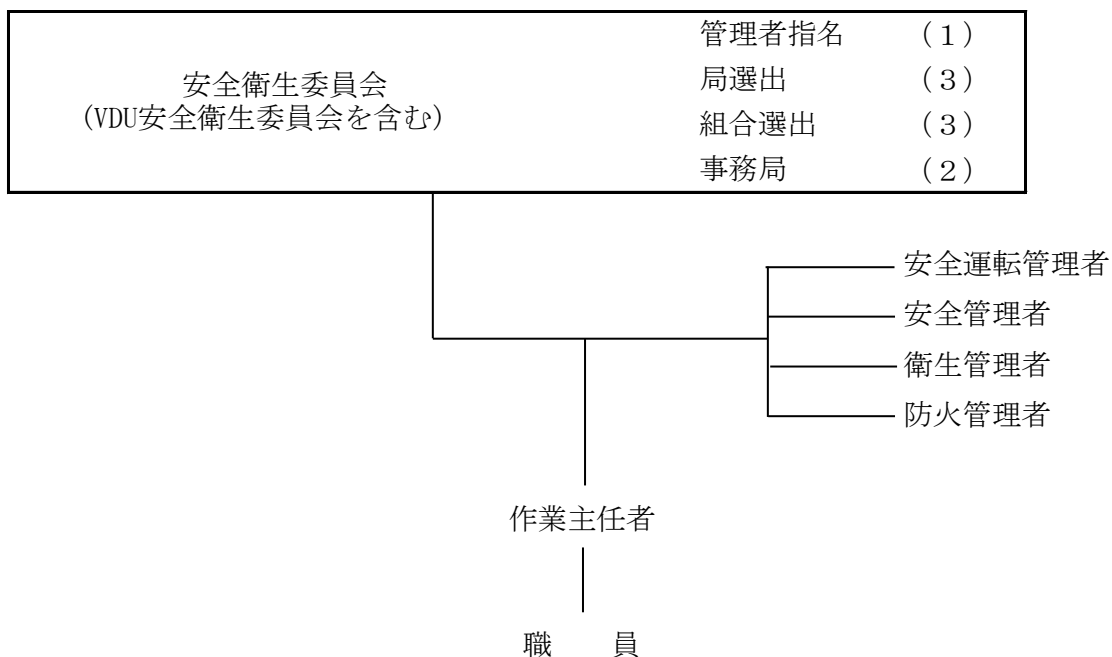 安全衛生委員会
(VDU安全衛生委員会を含む)
管理者指名 (1)
局選出 (3)
組合選出 (3)
事務局 (2)
安全運転管理者
安全管理者
衛生管理者
防火管理者
作業主任者
職 員